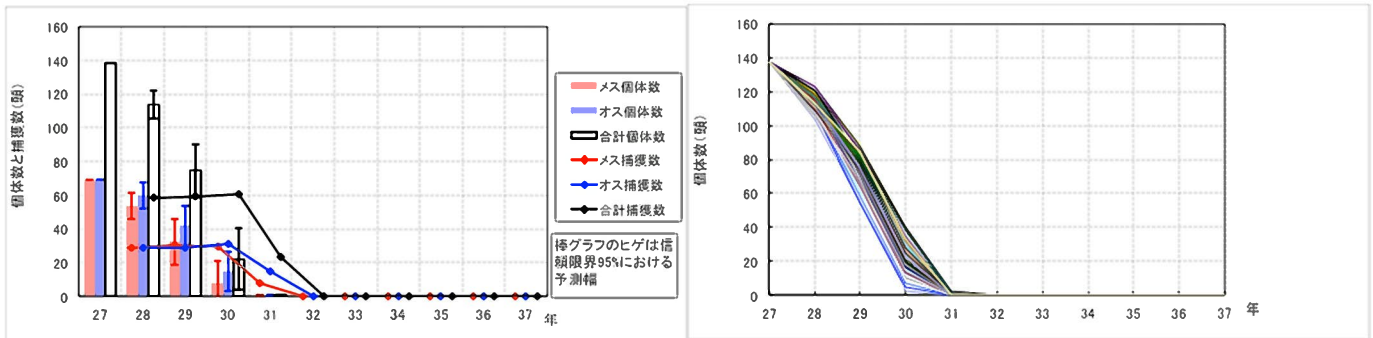 個体数と捕獲数(頭)
160
140
120
100
80
60
40
20
0
27 28 29 30 31 32 33 34 35 36 37 年
メス個体数
オス個体数
合計個体数
メス捕獲数
オス捕獲数
合計捕獲数
棒グラフのヒゲは信
頼限界95%における
予測幅
個体数(頭)
160
140
120
100
80
60
40
20
0
27 28 29 30 31 32 33 34 35 36 37 年